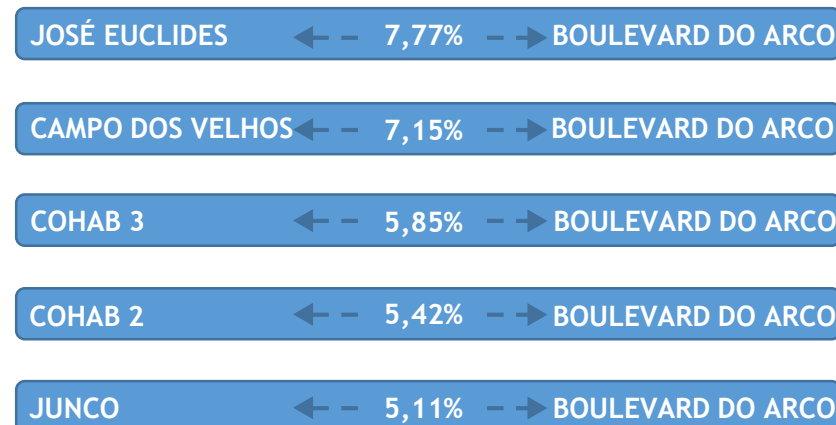 JOSÉ EUCLIDES 7,77% BOULEVARD DO ARCO
CAMPO DOS VELHOS 7,15% BOULEVARD DO ARCO
COHAB 3 5,85% BOULEVARD DO ARCO
COHAB 2 5,42% BOULEVARD DO ARCO
JUNCO 5,11% BOULEVARD DO ARCO